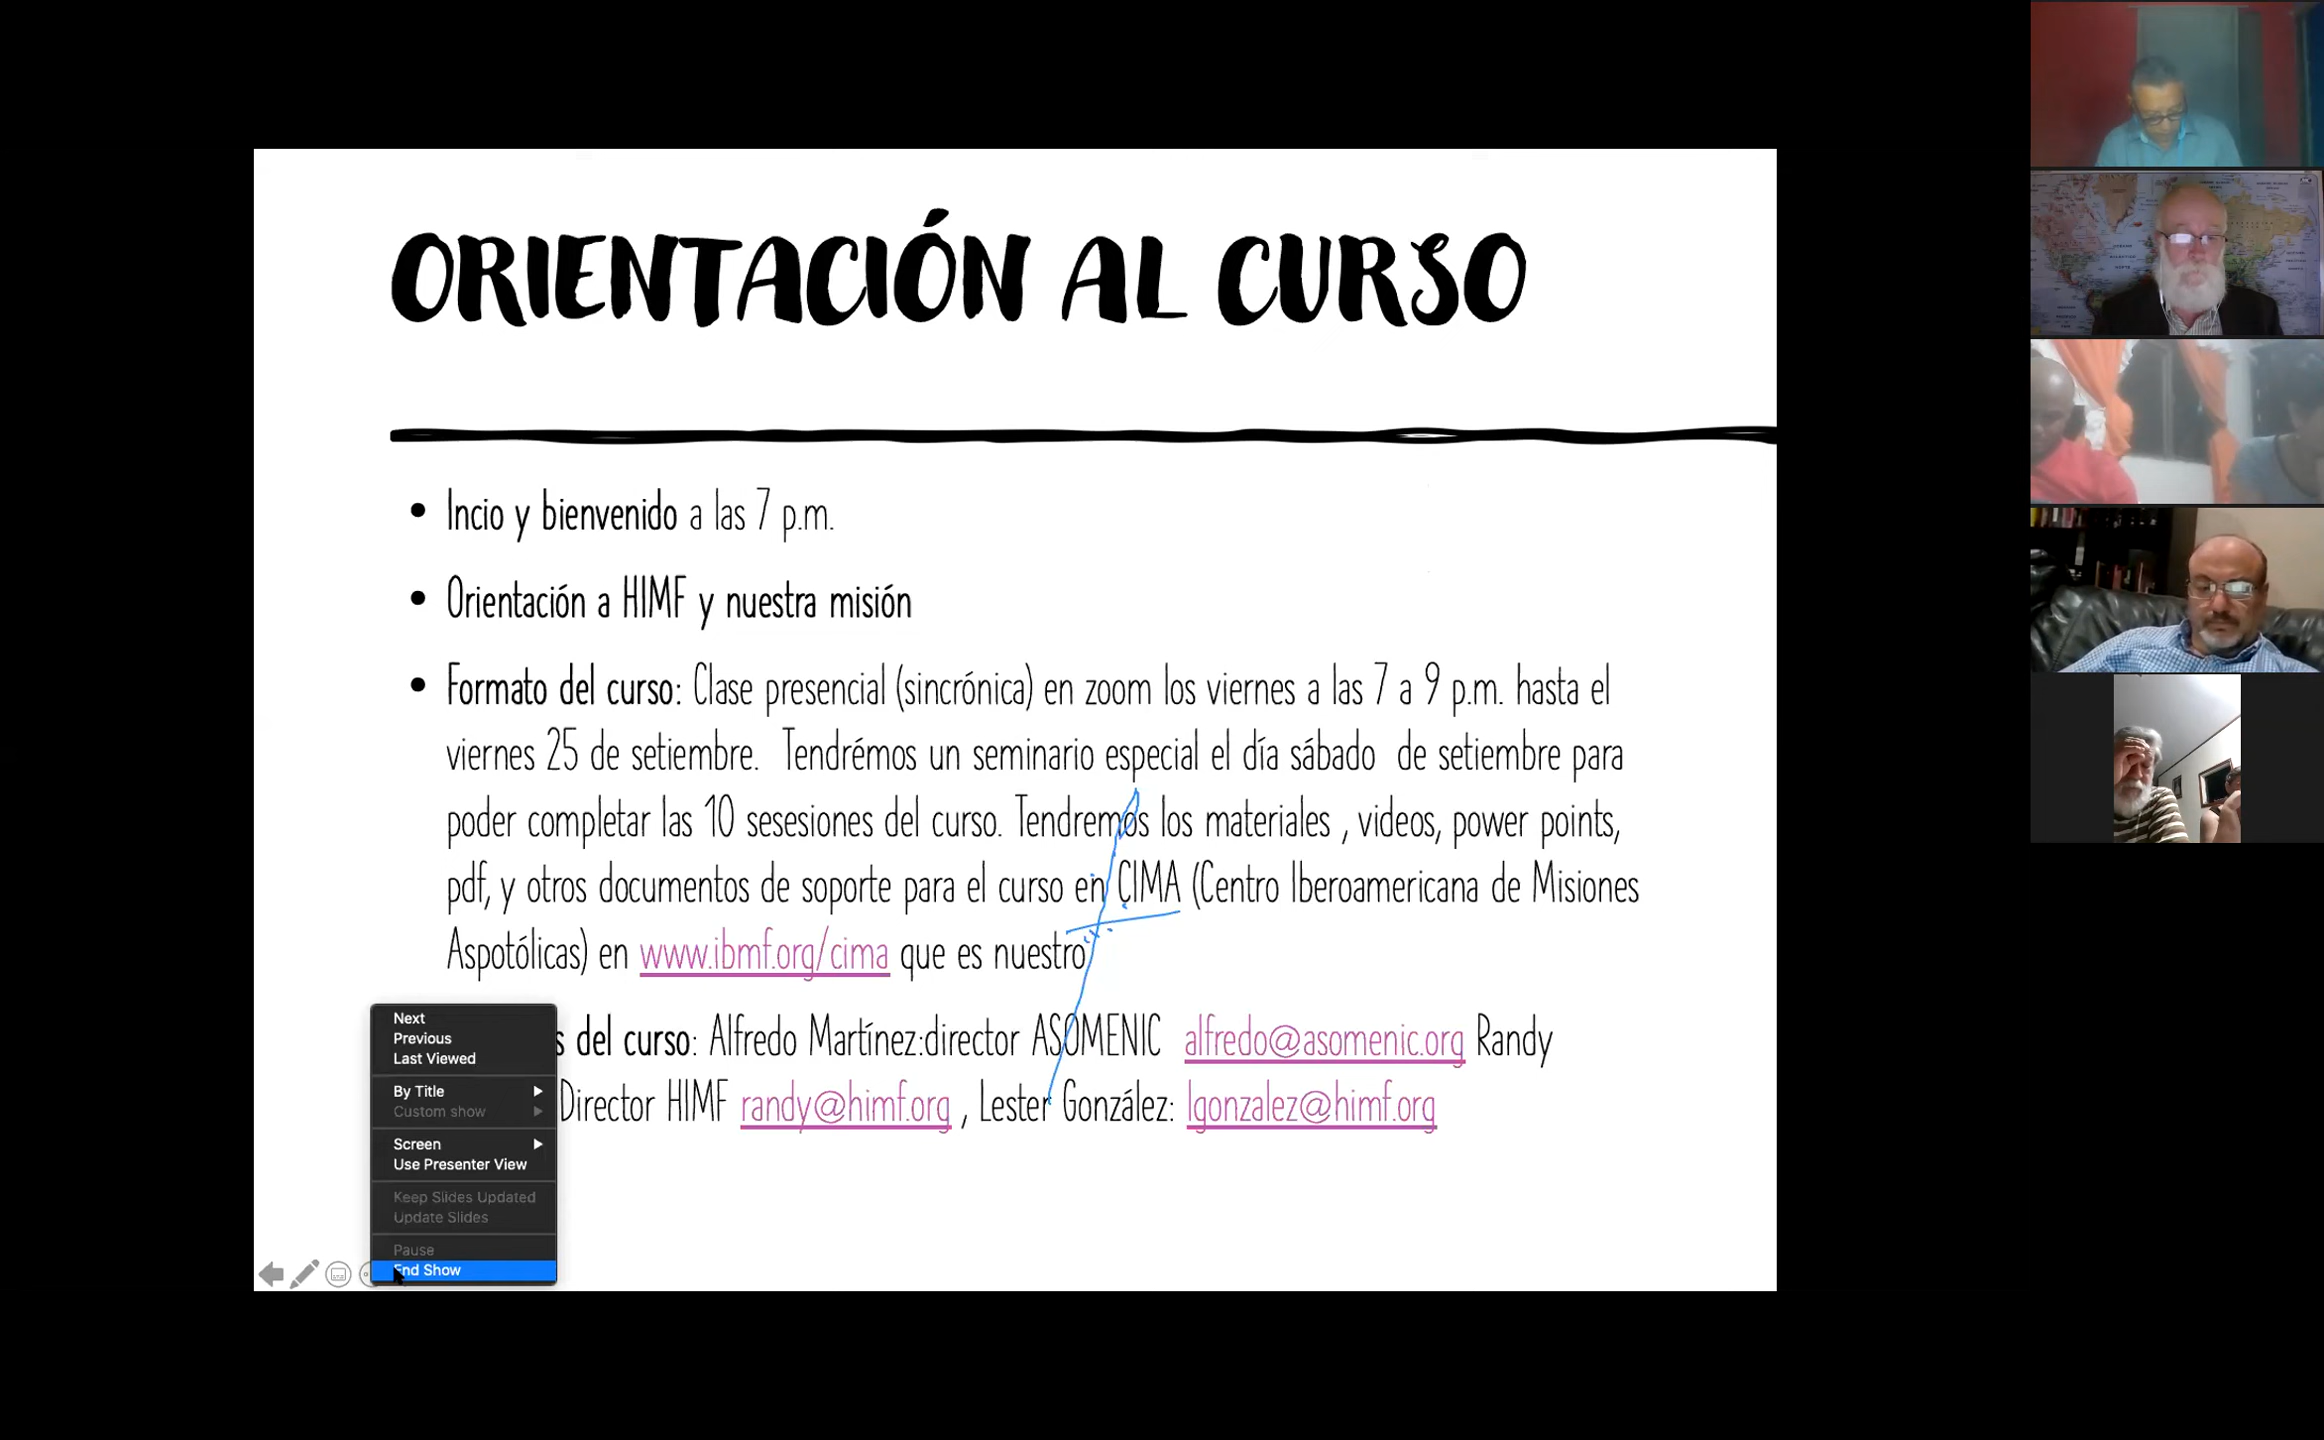 ORIENTACIÓN AL CURSO
• Incio y bienvenido a las 7 p.m.
• Orientación a HIMF y nuestra misión
• Formato del curso: Clase presencial (sincrónica) en zoom los viernes a las 7 a 9 p.m. hasta el
viernes 25 de setiembre. Tendrémos un seminario especial el día sábado de setiembre para
poder completar las 10 sesesiones del curso. Tendremos los materiales , videos, power points,
pdf, y otros documentos de soporte para el curso en CIMA (Centro Iberoamericana de Misiones
Aspotólicas) en www.ibmf.org/cima que es nuestro
s del curso: Alfredo Martínez:director ASOMENIC alfredo@asomenic.org Randy
Director HIMF randy@himf.org , Lester González: lgonzalez@himf.org
Next
Previous
Last Viewed
By Title
Custom show
Screen
Use Presenter View
Keep Slides Updated
Update Slides
Pause
End Show